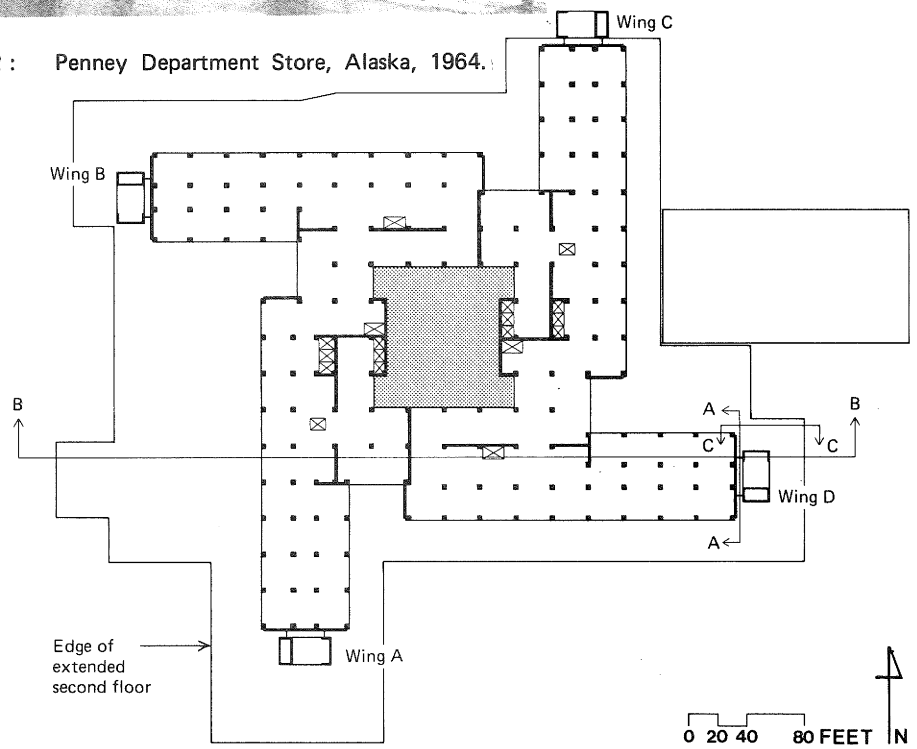 : Penney Department Store, Alaska, 1964.
Wing C
Wing B
B
B
A
C
C
Wing D
A
Edge of
extended
second floor
Wing A
0 20 40 80 FEET
N